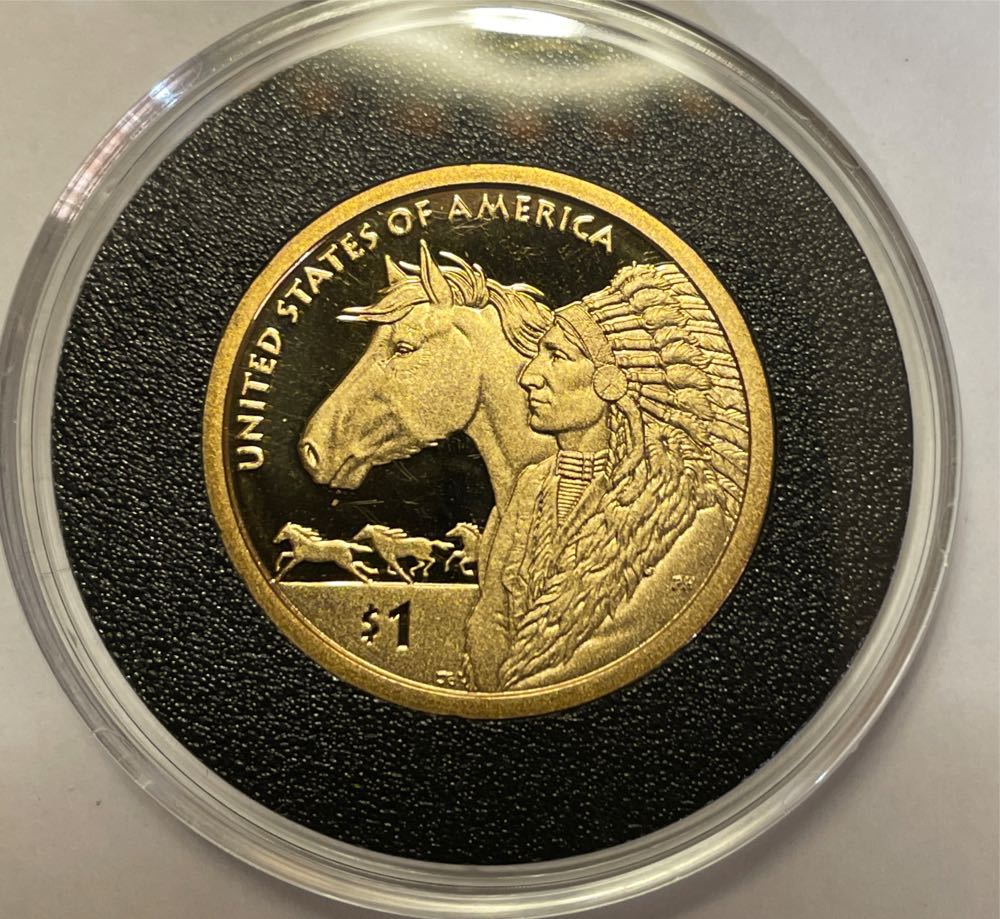 UNITED STATES OF AMERICA
$1